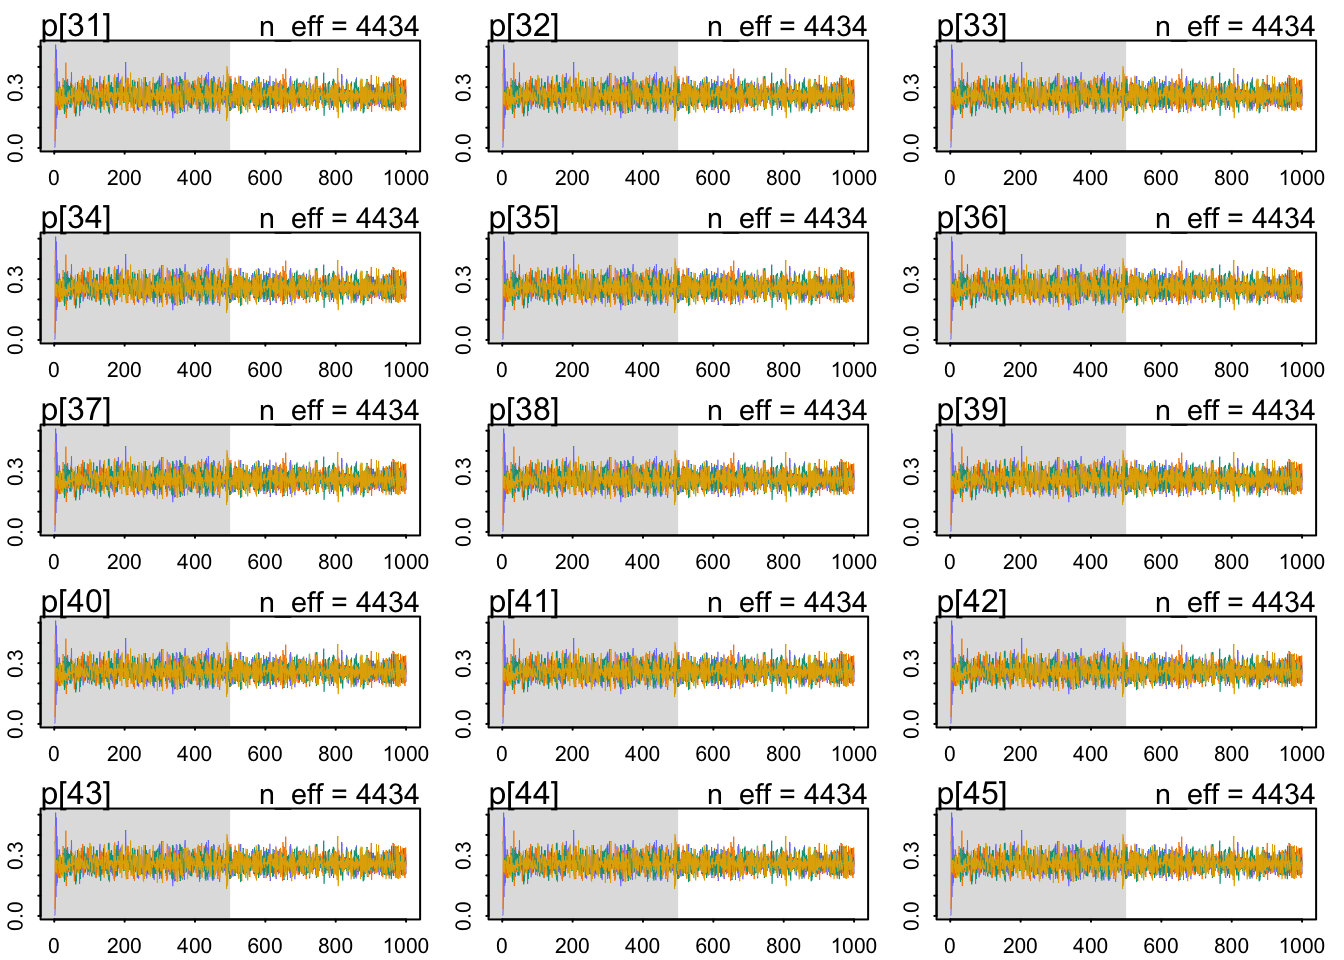 p[31] n_eff = 4434 p[32] n_eff = 4434 p[33] n_eff = 4434
0.0 0.3 0.0 0.3 0.0 0.3
0 200 400 600 800 1000 0 200 400 600 800 1000 0 200 400 600 800 1000
p[34] n_eff = 4434 p[35] n_eff = 4434 p[36] n_eff = 4434
0.0 0.3 0.0 0.3 0.0 0.3
0 200 400 600 800 1000 0 200 400 600 800 1000 0 200 400 600 800 1000
p[37] n_eff = 4434 p[38] n_eff = 4434 p[39] n_eff = 4434
0.0 0.3 0.0 0.3 0.0 0.3
0 200 400 600 800 1000 0 200 400 600 800 1000 0 200 400 600 800 1000
p[40] n_eff = 4434 p[41] n_eff = 4434 p[42] n_eff = 4434
0.0 0.3 0.0 0.3 0.0 0.3
0 200 400 600 800 1000 0 200 400 600 800 1000 0 200 400 600 800 1000
p[43] n_eff = 4434 p[44] n_eff = 4434 p[45] n_eff = 4434
0.0 0.3 0.0 0.3 0.0 0.3
0 200 400 600 800 1000 0 200 400 600 800 1000 0 200 400 600 800 1000